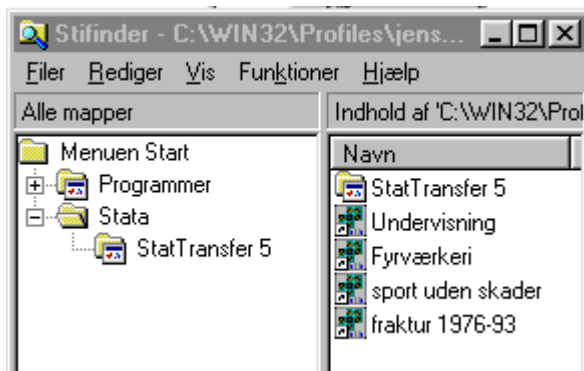 Stifinder - C:\WIN32\Profiles\jens...
Filer Rediger Vis Funktioner Hjælp
Alle mapper
Indhold af 'C:\WIN32\Prof
Menuen Start
Programmer
Stata
StatTransfer 5
Navn
StatTransfer 5
Undervisning
Fyrværkeri
sport uden skader
fraktur 1976-93